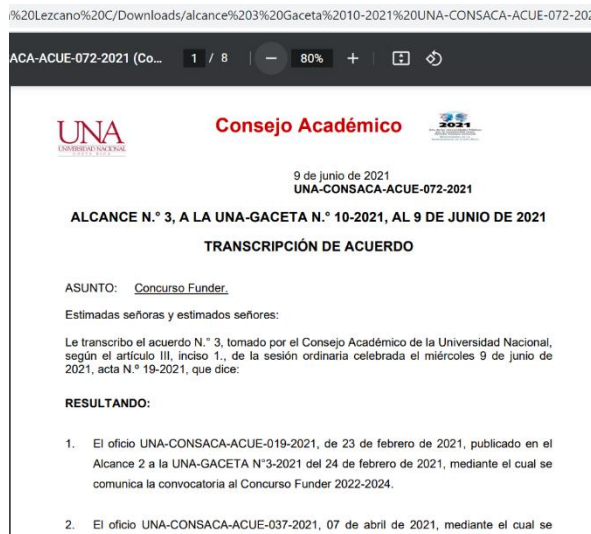 %20Lezcano%20C/Downloads/alcance%203%20Gaceta%2010-2021%20UNA-CONSACA-ACUE-072-202
ACA-ACUE-072-2021 (Co... 1 / 8 — 80% +
UNA
UNIVERSIDAD NACIONAL
COSTA RICA
Consejo Académico
2021
9 de junio de 2021
UNA-CONSACA-ACUE-072-2021
ALCANCE N.° 3, A LA UNA-GACETA N.° 10-2021, AL 9 DE JUNIO DE 2021
TRANSCRIPCIÓN DE ACUERDO
ASUNTO: Concurso Funder.
Estimadas señoras y estimados señores:
Le transcribo el acuerdo N.° 3, tomado por el Consejo Académico de la Universidad Nacional,
según el artículo III, inciso 1., de la sesión ordinaria celebrada el miércoles 9 de junio de
2021, acta N.º 19-2021, que dice:
RESULTANDO:
1. El oficio UNA-CONSACA-ACUE-019-2021, de 23 de febrero de 2021, publicado en el
Alcance 2 a la UNA-GACETA N°3-2021 del 24 de febrero de 2021, mediante el cual se
comunica la convocatoria al Concurso Funder 2022-2024.
2. El oficio UNA-CONSACA-ACUE-037-2021, 07 de abril de 2021, mediante el cual se